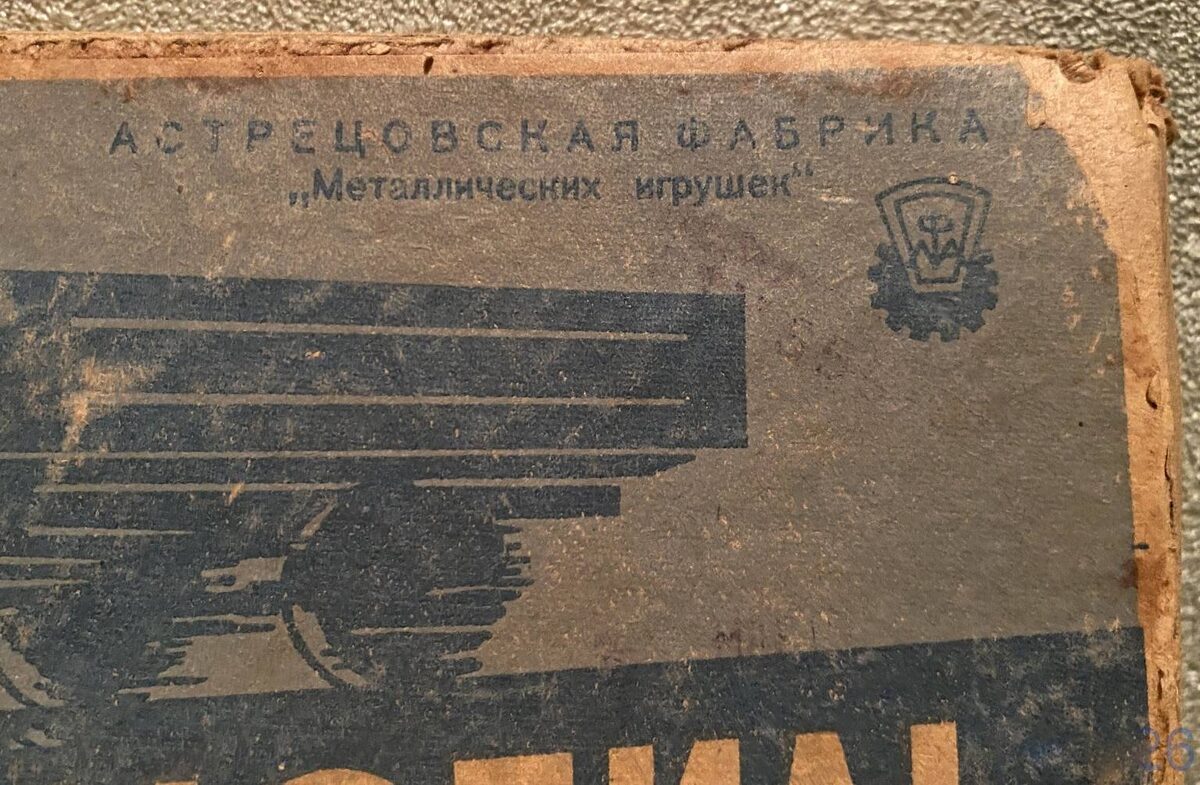 АСТРЕЦОВСКАЯ ФАБРИКА
„Металлических игрушек“